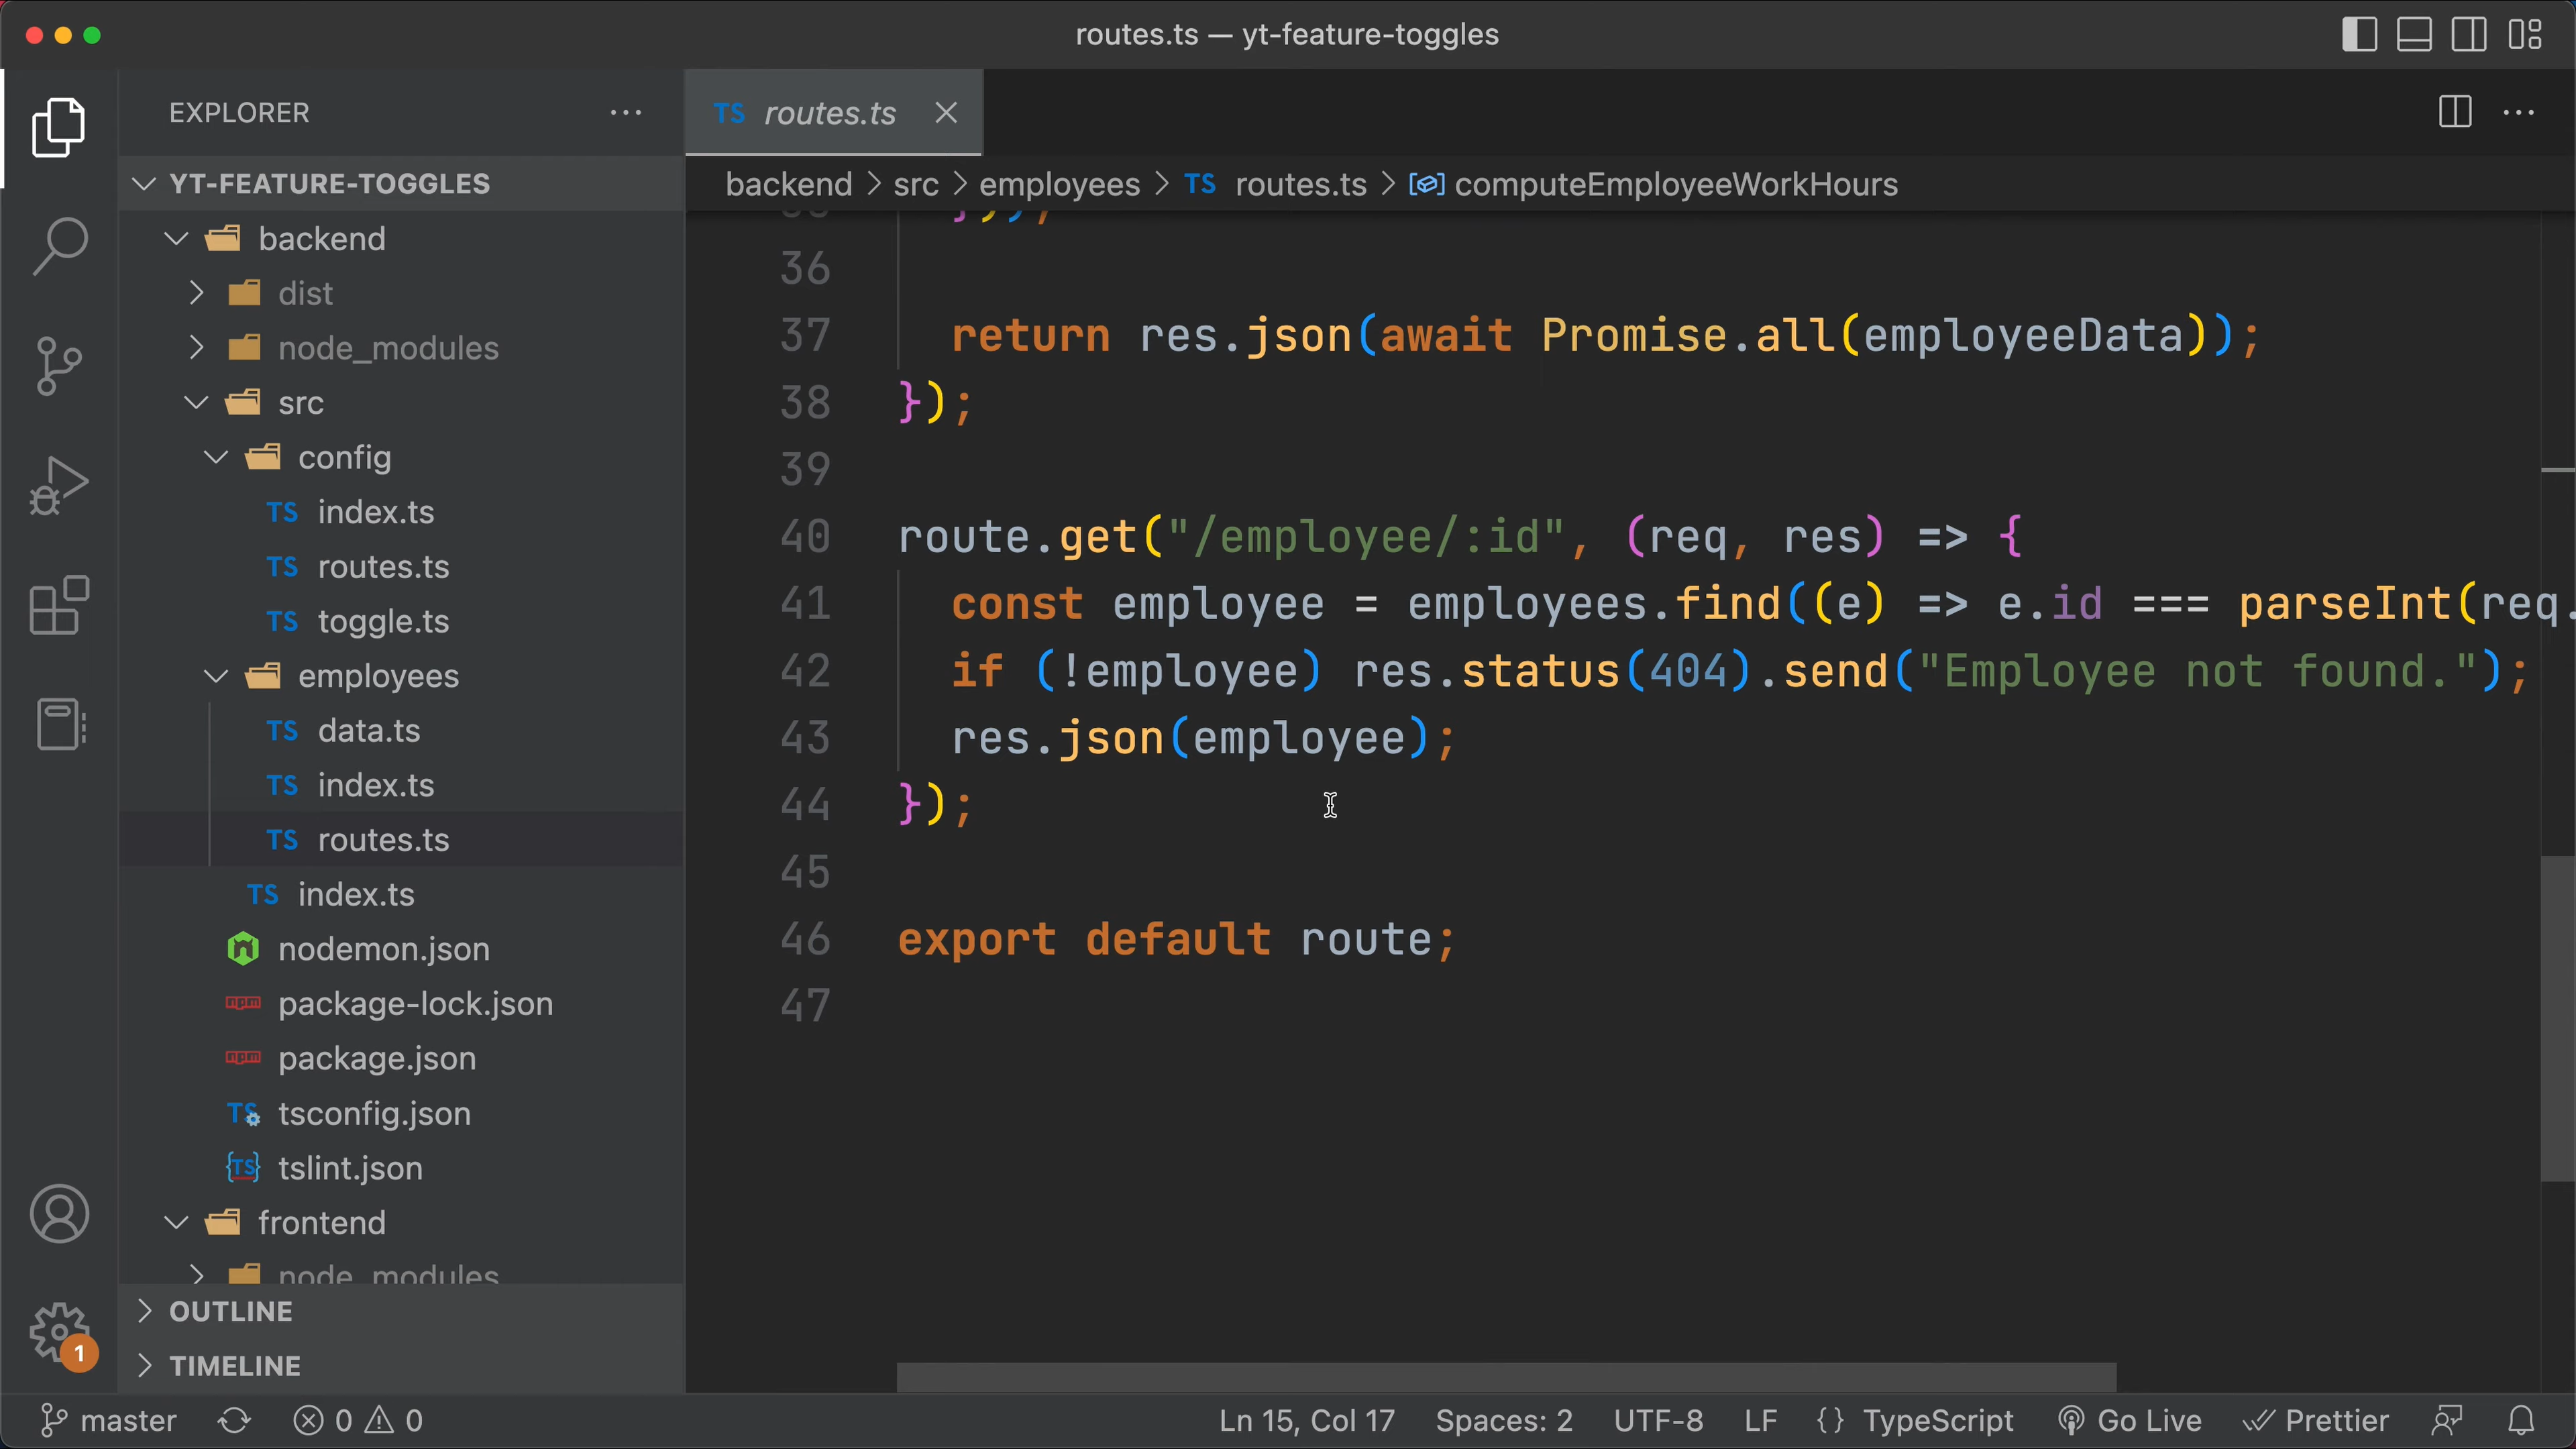 routes.ts — yt-feature-toggles
EXPLORER
YT-FEATURE-TOGGLES
backend
dist
node_modules
src
config
TS index.ts
TS routes.ts
TS toggle.ts
employees
TS data.ts
TS index.ts
TS routes.ts
TS index.ts
nodemon.json
package-lock.json
package.json
TS tsconfig.json
TS tslint.json
frontend
node_modules
OUTLINE
TIMELINE
1
TS routes.ts
backend > src > employees > TS routes.ts > computeEmployeeWorkHours
}));
36
37 return res.json(await Promise.all(employeeData));
38 });
39
40 route.get("/employee/:id", (req, res) => {
41 const employee = employees.find((e) => e.id === parseInt(req.
42 if (!employee) res.status(404).send("Employee not found.");
43 res.json(employee);
44 });
45
46 export default route;
47
master 0 0 Ln 15, Col 17 Spaces: 2 UTF-8 LF {} TypeScript Go Live Prettier